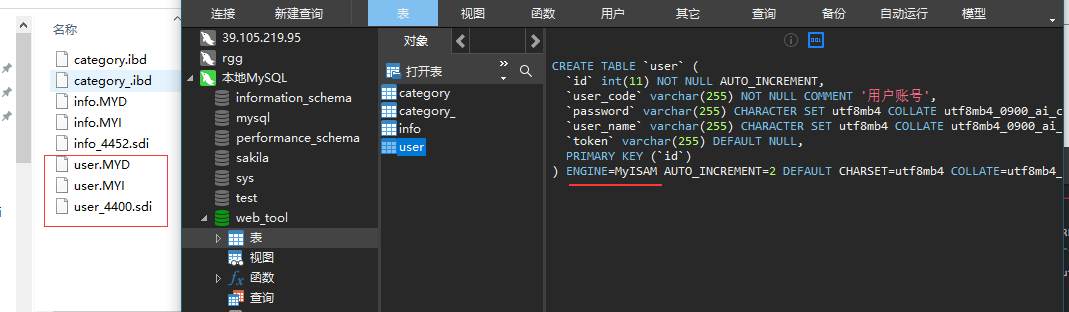 名称
category.ibd
category_.ibd
info.MYD
info.MYI
info_4452.sdi
user.MYD
user.MYI
user_4400.sdi
连接 新建查询 表 视图 函数 用户 其它 查询 备份 自动运行 模型
39.105.219.95
rgg
本地MySQL
information_schema
mysql
performance_schema
sakila
sys
test
web_tool
表
视图
函数
查询
对象
打开表
category
category_
info
user
CREATE TABLE `user` (
`id` int(11) NOT NULL AUTO_INCREMENT,
`user_code` varchar(255) NOT NULL COMMENT '用户账号',
`password` varchar(255) CHARACTER SET utf8mb4 COLLATE utf8mb4_0900_ai_c
`user_name` varchar(255) CHARACTER SET utf8mb4 COLLATE utf8mb4_0900_ai_
`token` varchar(255) DEFAULT NULL,
PRIMARY KEY (`id`)
) ENGINE=MyISAM AUTO_INCREMENT=2 DEFAULT CHARSET=utf8mb4 COLLATE=utf8mb4_